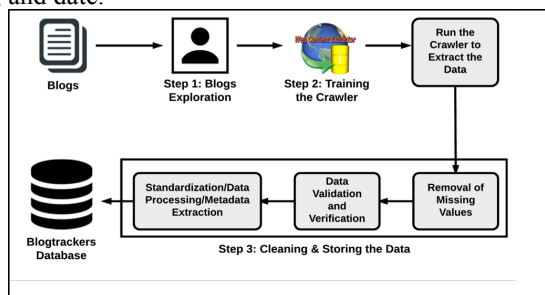 and date.
Blogs
Step 1: Blogs
Exploration
Web Content Extractor
Step 2: Training
the Crawler
Run the
Crawler to
Extract the
Data
Standardization/Data
Processing/Metadata
Extraction
Data
Validation
and
Verification
Removal of
Missing
Values
Blogtrackers
Database
Step 3: Cleaning & Storing the Data